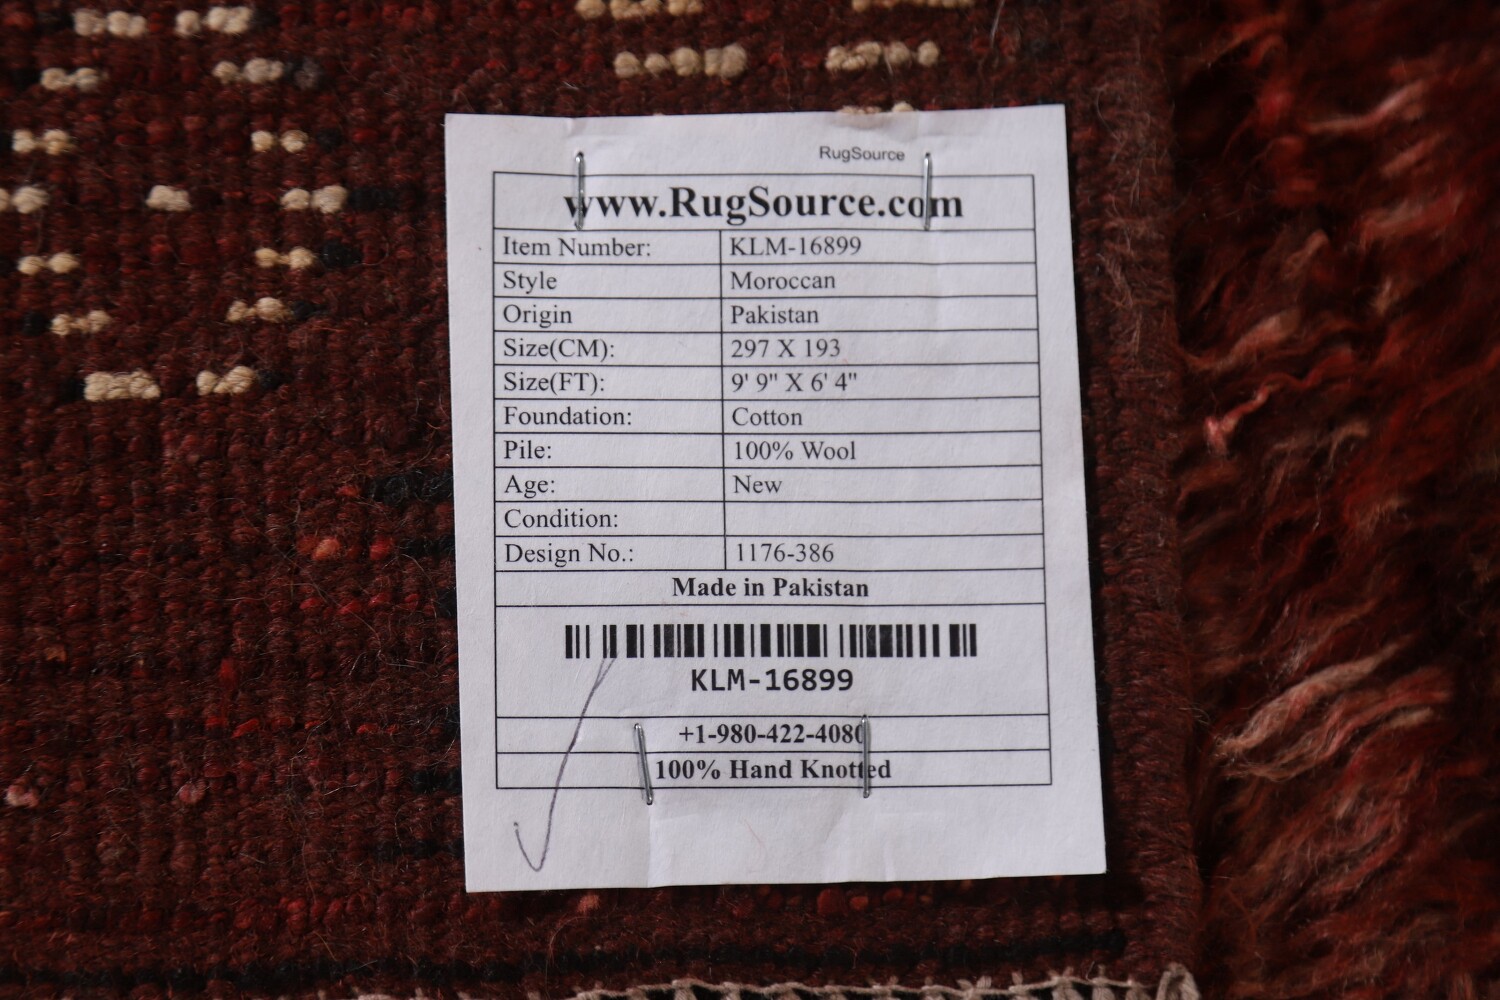 RugSource
www.RugSource.com
Item Number: KLM-16899
Style Moroccan
Origin Pakistan
Size(CM): 297 X 193
Size(FT): 9' 9" X 6' 4"
Foundation: Cotton
Pile: 100% Wool
Age: New
Condition:
Design No.: 1176-386
Made in Pakistan
KLM-16899
+1-980-422-4080
100% Hand Knotted